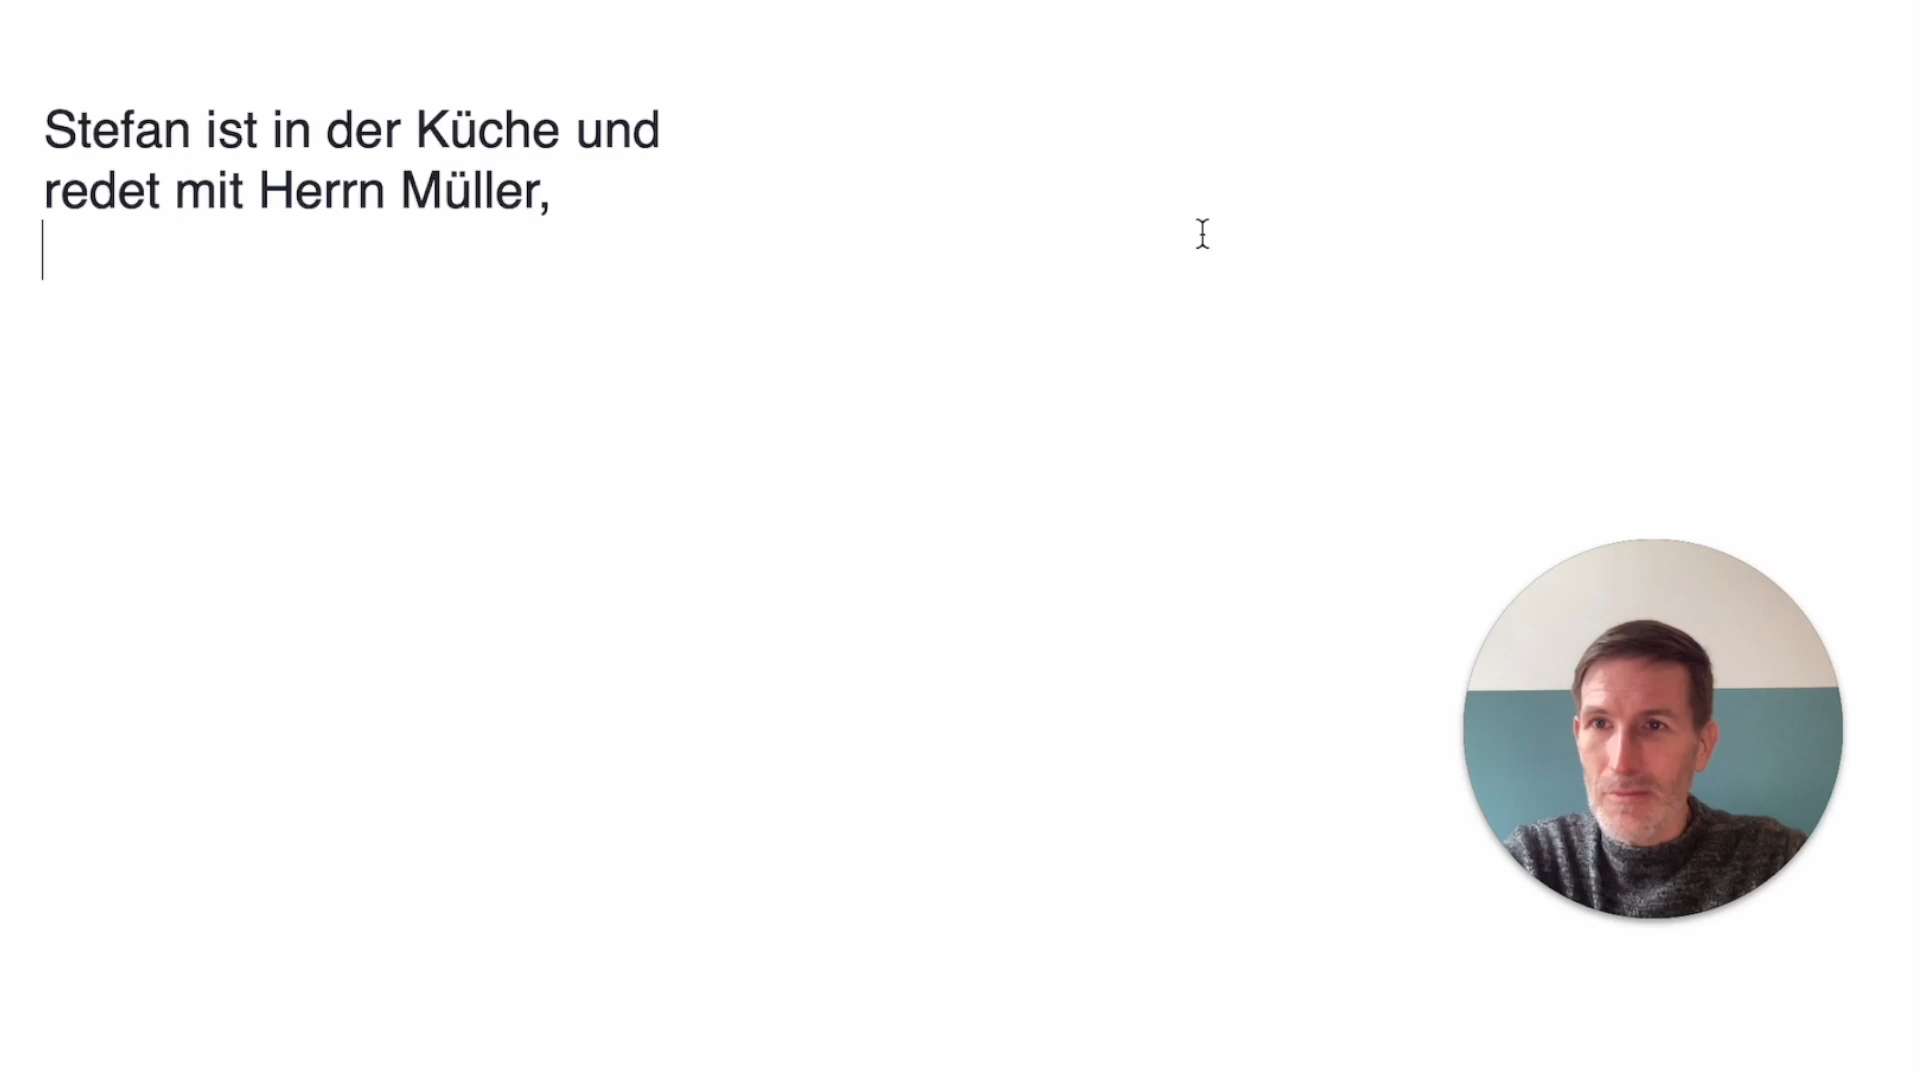 Stefan ist in der Küche und
redet mit Herrn Müller,